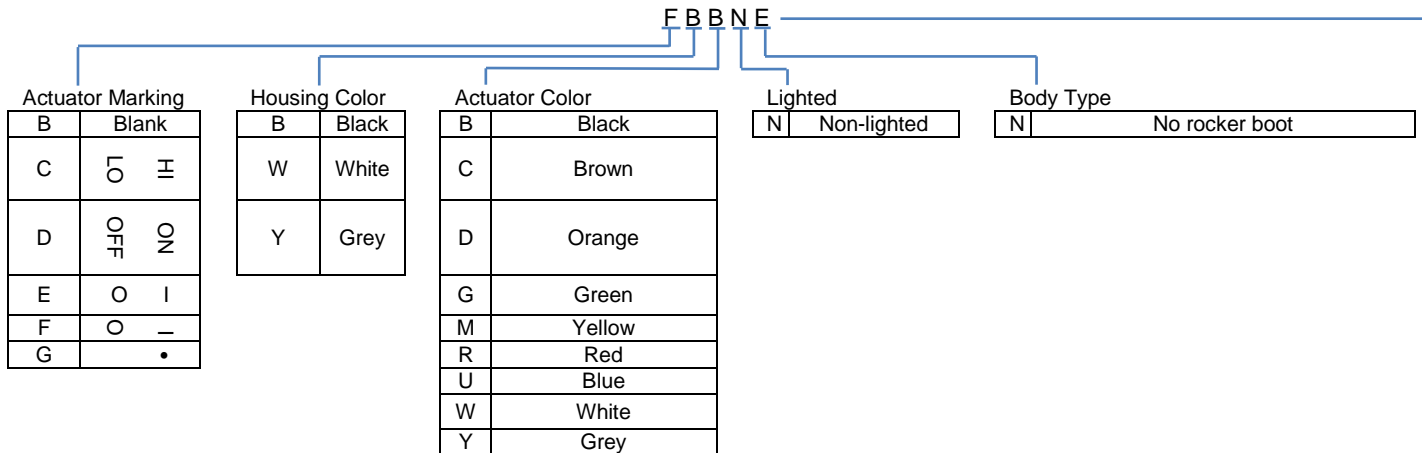 F B B N E
Actuator Marking
B Blank
C LO HI
D OFF ON
E O I
F O I
G •
Housing Color
B Black
W White
Y Grey
Actuator Color
B Black
C Brown
D Orange
G Green
M Yellow
R Red
U Blue
W White
Y Grey
Lighted
N Non-lighted
Body Type
N No rocker boot